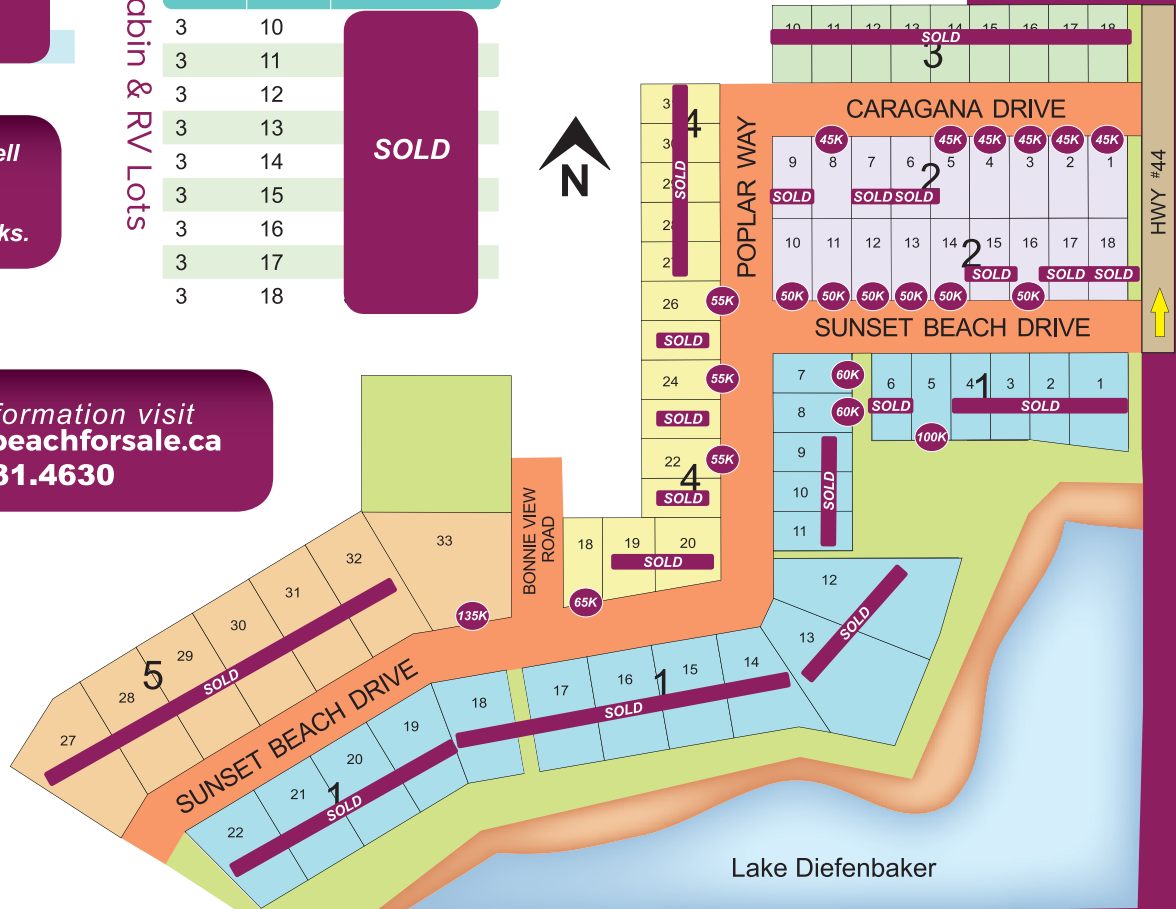 abin & RV Lots
3 10
3 11
3 12
3 13
3 14
3 15
3 16
3 17
3 18
SOLD
ell
ks.
formation visit
beachforsale.ca
31.4630
N
10 11 12 13 14 15 16 17 18
SOLD
3
CARAGANA DRIVE
POPLAR WAY
HWY #44
45K 45K 45K 45K 45K 45K
9 8 7 6 5 4 3 2 1
2
SOLD SOLD SOLD
10 11 12 13 14 15 16 17 18
2
SOLD SOLD SOLD
50K 50K 50K 50K 50K 50K
SUNSET BEACH DRIVE
31
4
30
29
SOLD
28
27
26 55K
SOLD
24 55K
SOLD
22 55K
4
SOLD
18 19 20
SOLD
65K
BONNIE VIEW
ROAD
7 60K
8 60K
9
10
11
SOLD
6 5 4 3 2 1
1
SOLD SOLD
100K
12
13
SOLD
14
15
16
17
18
1
SOLD
19
20
21
22
1
SOLD
33
135K
32
31
30
29
28
27
5
SOLD
SUNSET BEACH DRIVE
Lake Diefenbaker